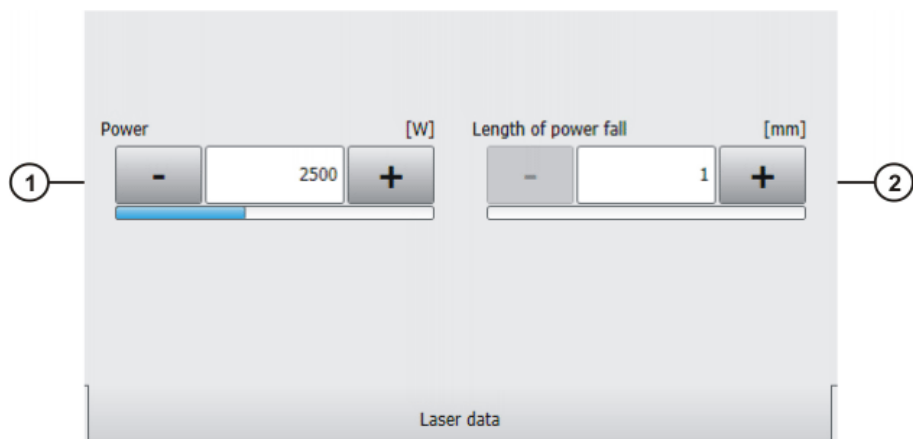 Power [W] Length of power fall [mm]
1 - 2500 + - 1 + 2
Laser data